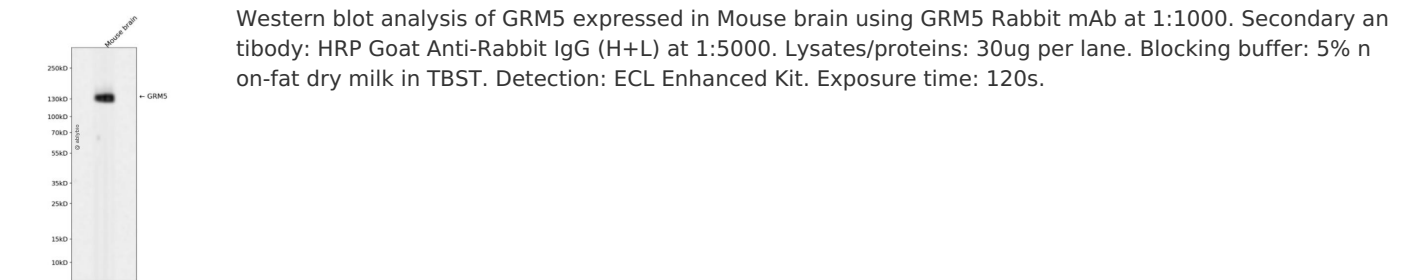 Western blot analysis of GRM5 expressed in Mouse brain using GRM5 Rabbit mAb at 1:1000. Secondary an
tibody: HRP Goat Anti-Rabbit IgG (H+L) at 1:5000. Lysates/proteins: 30ug per lane. Blocking buffer: 5% n
on-fat dry milk in TBST. Detection: ECL Enhanced Kit. Exposure time: 120s.
Mouse brain
250kD
130kD
← GRM5
100kD
70kD
55kD
35kD
25kD
15kD
10kD
@ ablybio